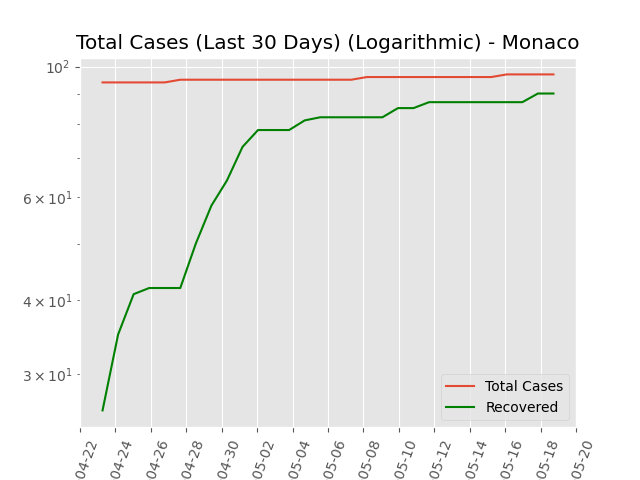 Total Cases (Last 30 Days) (Logarithmic) - Monaco
10²
6 × 10¹
4 × 10¹
3 × 10¹
Total Cases
Recovered
04-22
04-24
04-26
04-28
04-30
05-02
05-04
05-06
05-08
05-10
05-12
05-14
05-16
05-18
05-20